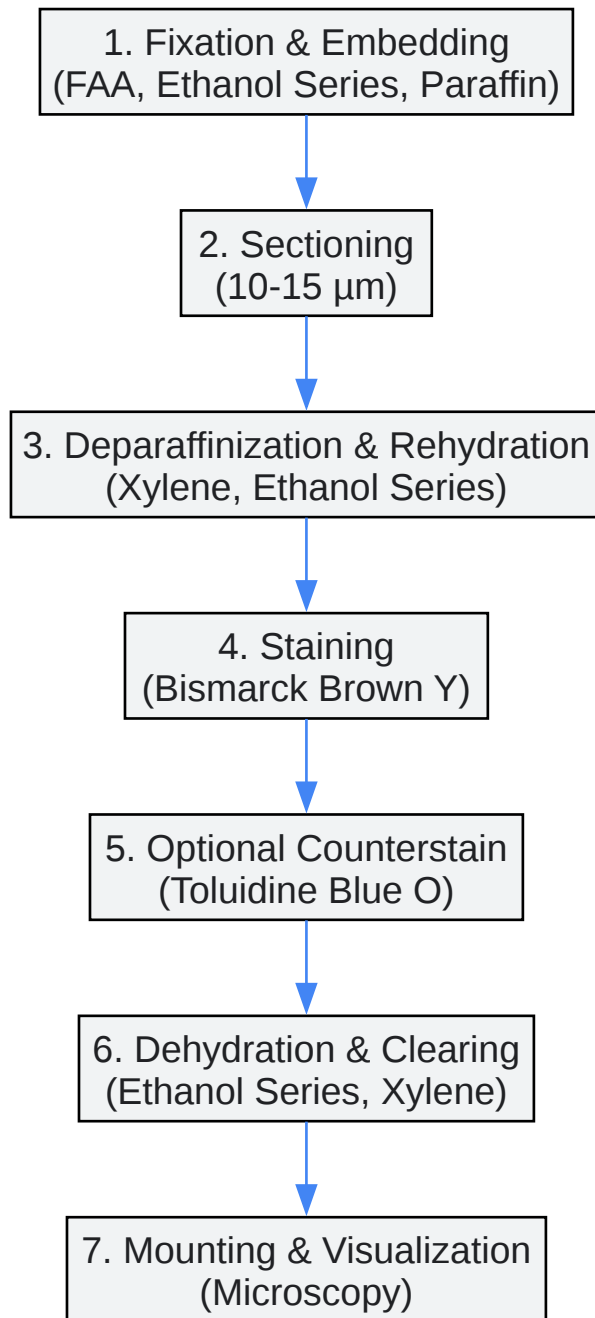 1. Fixation & Embedding
(FAA, Ethanol Series, Paraffin)
2. Sectioning
(10-15 µm)
3. Deparaffinization & Rehydration
(Xylene, Ethanol Series)
4. Staining
(Bismarck Brown Y)
5. Optional Counterstain
(Toluidine Blue O)
6. Dehydration & Clearing
(Ethanol Series, Xylene)
7. Mounting & Visualization
(Microscopy)